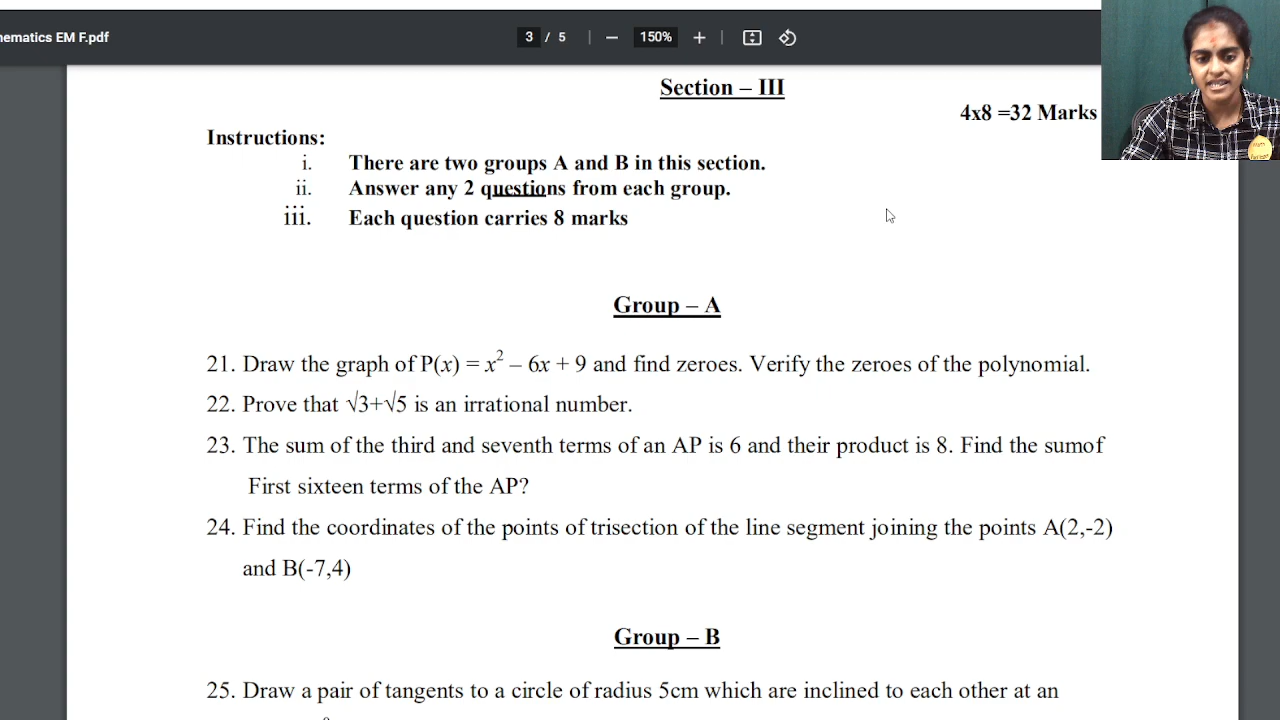 ematics EM F.pdf
3 / 5
150%
Section – III
4x8 =32 Marks
Instructions:
i. There are two groups A and B in this section.
ii. Answer any 2 questions from each group.
iii. Each question carries 8 marks
Group – A
21. Draw the graph of P(x) = x² – 6x + 9 and find zeroes. Verify the zeroes of the polynomial.
22. Prove that √3+√5 is an irrational number.
23. The sum of the third and seventh terms of an AP is 6 and their product is 8. Find the sumof
First sixteen terms of the AP?
24. Find the coordinates of the points of trisection of the line segment joining the points A(2,-2)
and B(-7,4)
Group – B
25. Draw a pair of tangents to a circle of radius 5cm which are inclined to each other at an